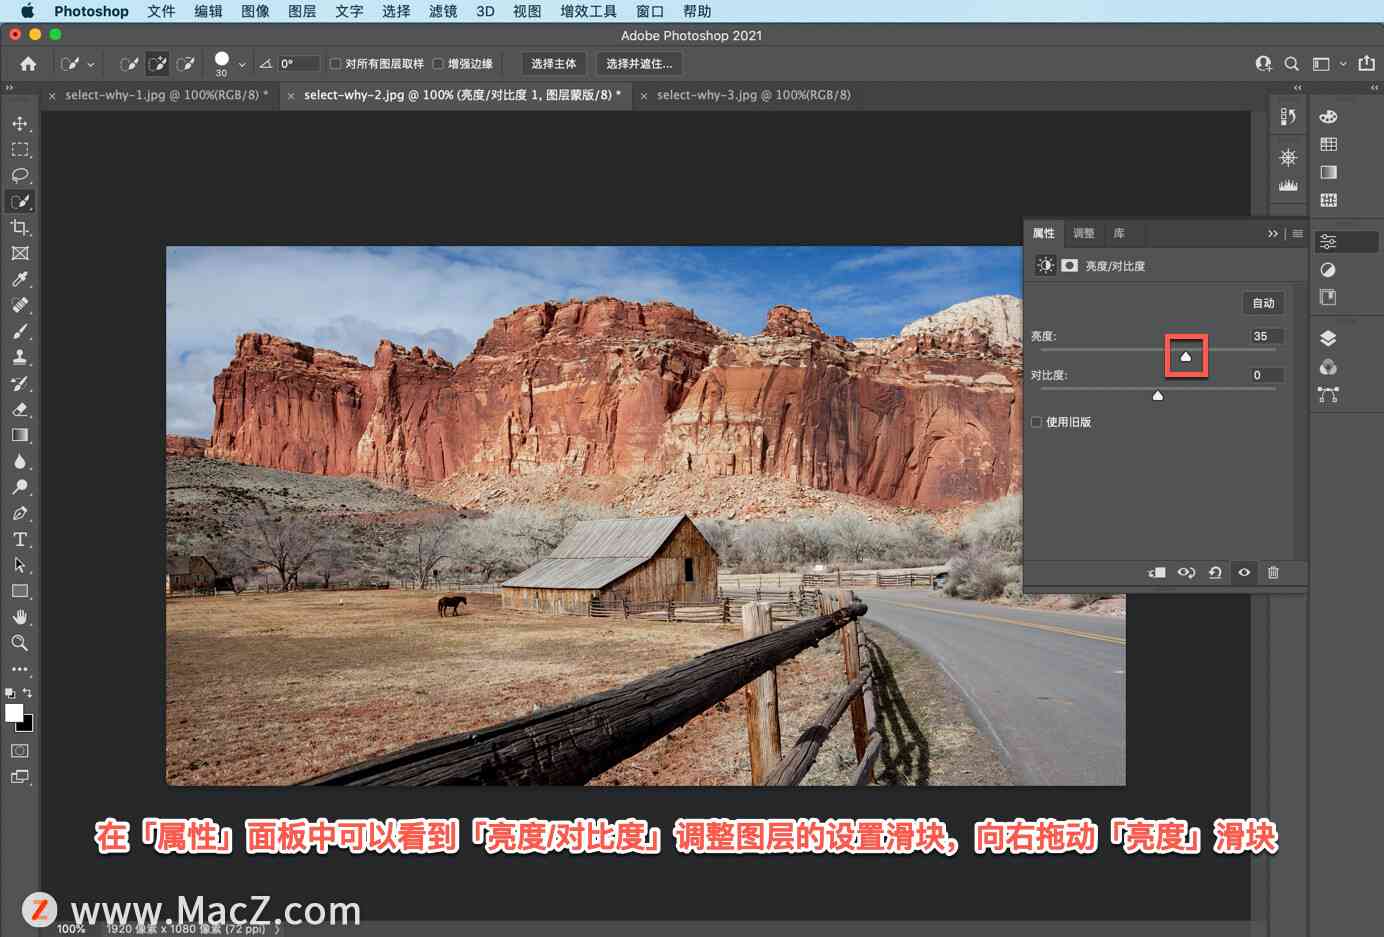 Photoshop 文件 编辑 图像 图层 文字 选择 滤镜 3D 视图 增效工具 窗口 帮助
Adobe Photoshop 2021
30 0° 对所有图层取样 增强边缘 选择主体 选择并遮住...
select-why-1.jpg @ 100%(RGB/8) * select-why-2.jpg @ 100% (亮度/对比度 1, 图层蒙版/8) * select-why-3.jpg @ 100%(RGB/8)
属性 调整 库
亮度/对比度
自动
亮度: 35
对比度: 0
使用旧版
在「属性」面板中可以看到「亮度/对比度」调整图层的设置滑块，向右拖动「亮度」滑块
Z www.MacZ.com
100% 1920 像素 x 1080 像素 (72 ppi)